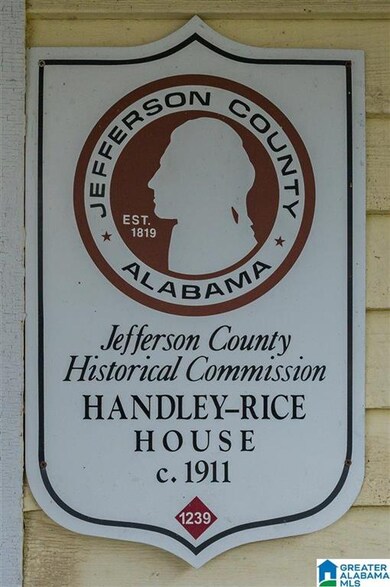 JEFFERSON COUNTY
EST.
1819
ALABAMA
Jefferson County
Historical Commission
HANDLEY-RICE
HOUSE
c. 1911
1239
GREATER
ALABAMA
MLS